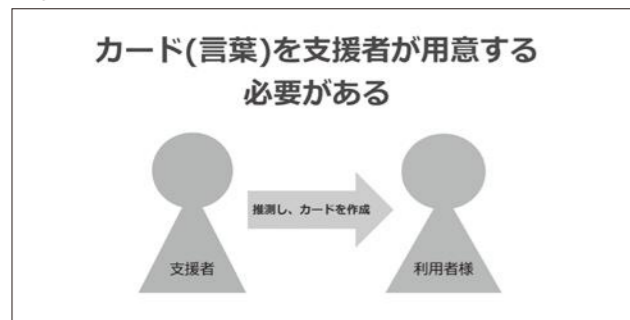 カード(言葉)を支援者が用意する
必要がある
推測し、カードを作成
支援者
利用者様